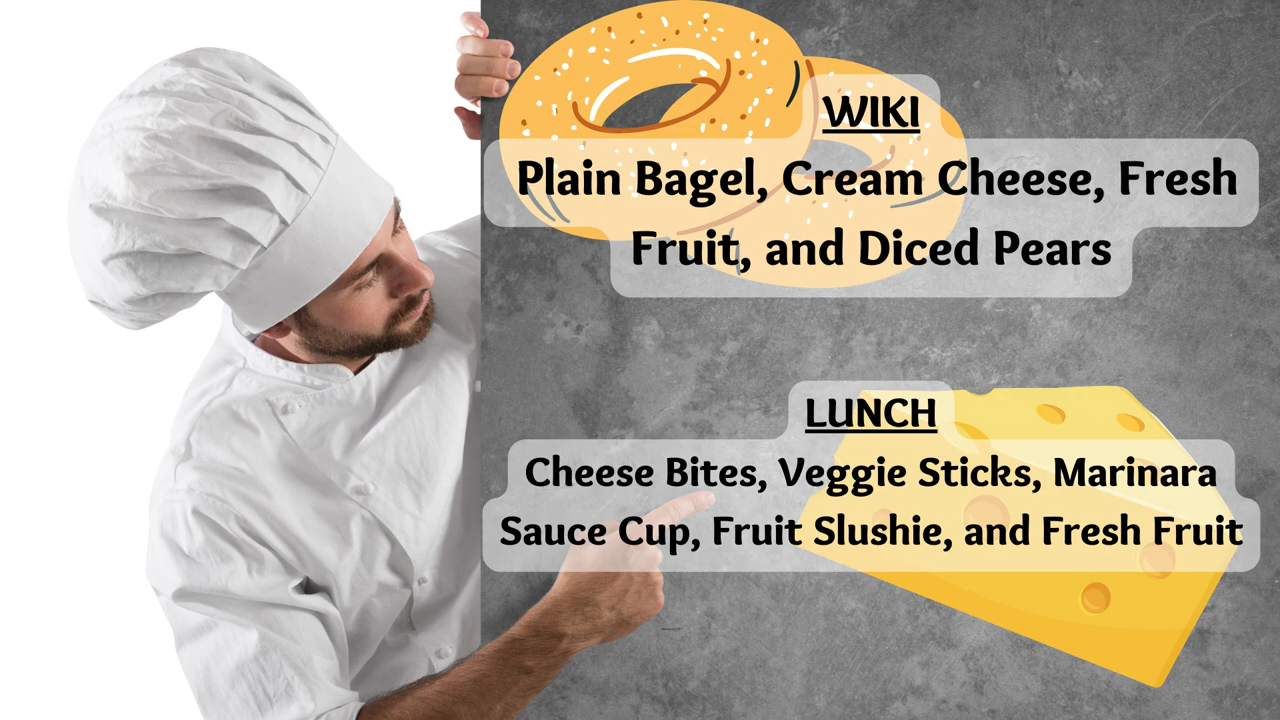 WIKI
Plain Bagel, Cream Cheese, Fresh
Fruit, and Diced Pears
LUNCH
Cheese Bites, Veggie Sticks, Marinara
Sauce Cup, Fruit Slushie, and Fresh Fruit